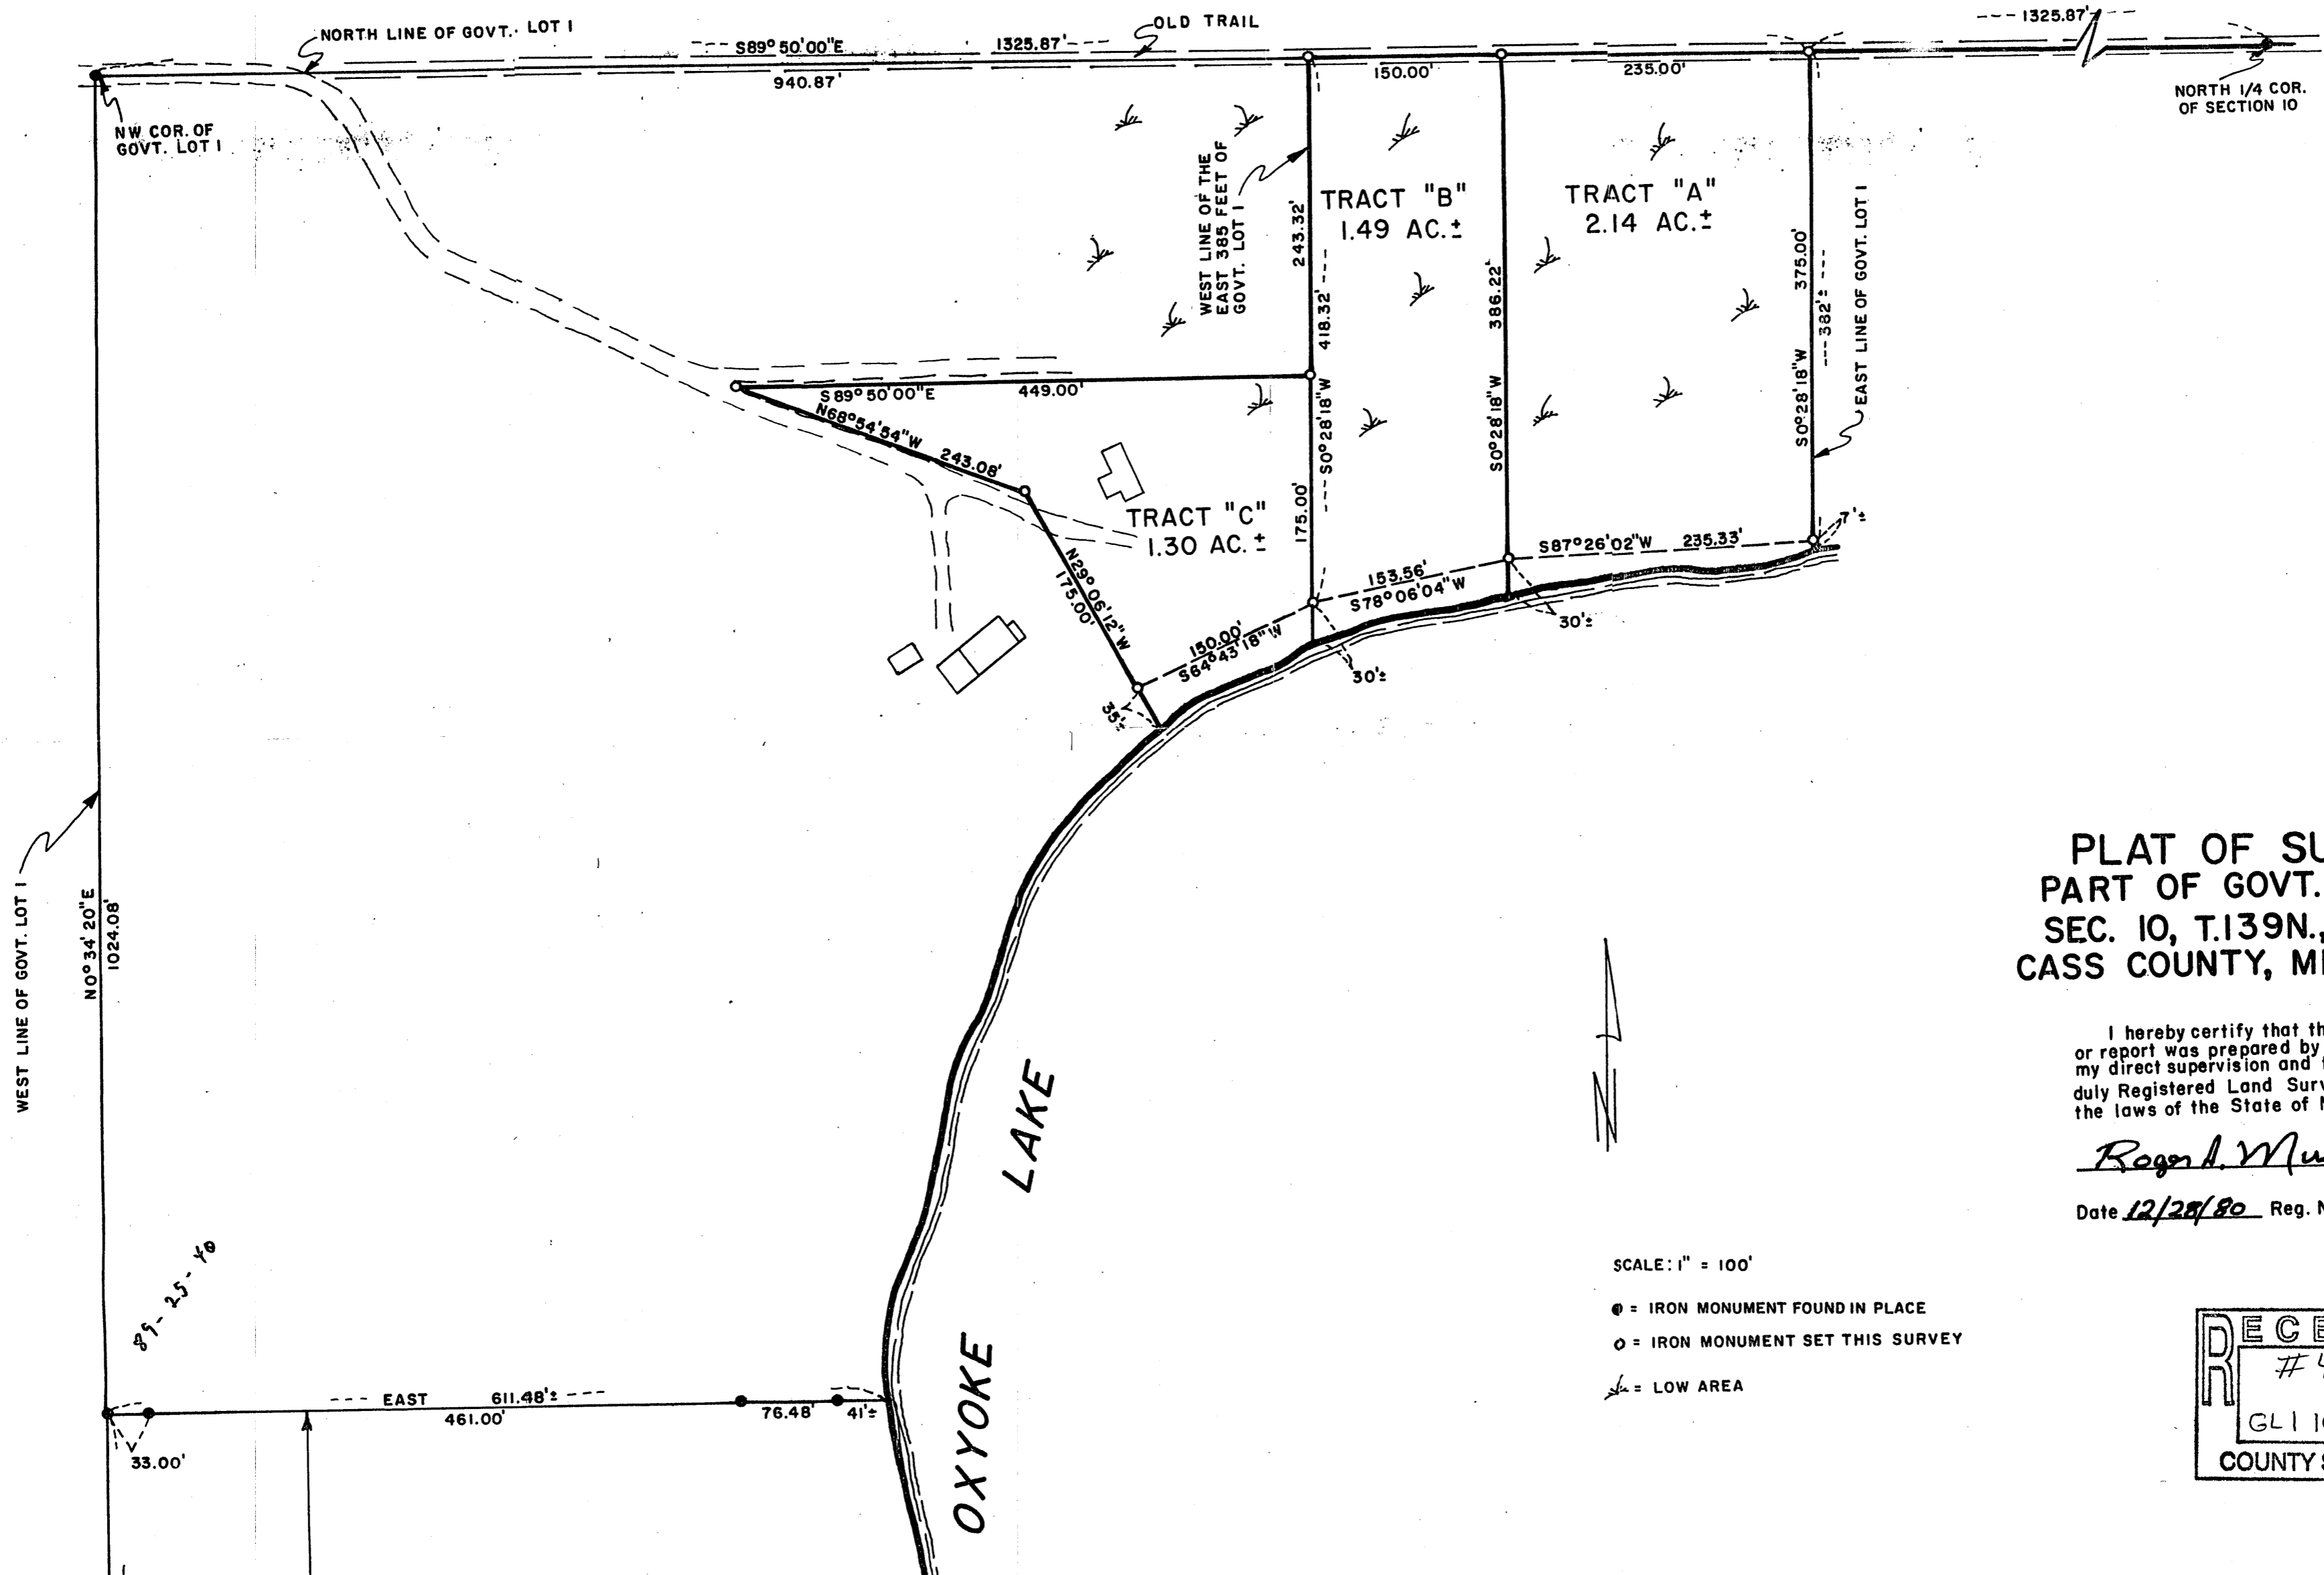 NORTH LINE OF GOVT. LOT 1
S89°50'00"E 1325.87'
OLD TRAIL
1325.87'
940.87'
150.00'
235.00'
NORTH 1/4 COR.
OF SECTION 10
NW COR. OF
GOVT. LOT 1
WEST LINE OF THE
EAST 385 FEET OF
GOVT. LOT 1
243.32'
418.32'
S0°28'18"W
175.00'
TRACT "B"
1.49 AC.±
386.22'
S0°28'18"W
TRACT "A"
2.14 AC.±
375.00'
382'±
S0°28'18"W
EAST LINE OF GOVT. LOT 1
S89°50'00"E 449.00'
N68°54'54"W 243.08'
TRACT "C"
1.30 AC.±
N29°06'12"W
175.00'
150.00'
S64°43'18"W
153.56'
S78°06'04"W
S87°26'02"W 235.33'
7'±
30'±
30'±
35'±
WEST LINE OF GOVT. LOT 1
N0°34'20"E
1024.08'
PLAT OF SU
PART OF GOVT.
SEC. 10, T.139N.,
CASS COUNTY, MI
I hereby certify that th
or report was prepared by
my direct supervision and t
duly Registered Land Surv
the laws of the State of
Roger A. Mu
Date 12/28/80 Reg. N
OXYOKE LAKE
N
SCALE: 1" = 100'
= IRON MONUMENT FOUND IN PLACE
= IRON MONUMENT SET THIS SURVEY
= LOW AREA
89-25-40
EAST 611.48'±
461.00'
76.48'
41'±
33.00'
RECE
#4
GL1 10
COUNTY S